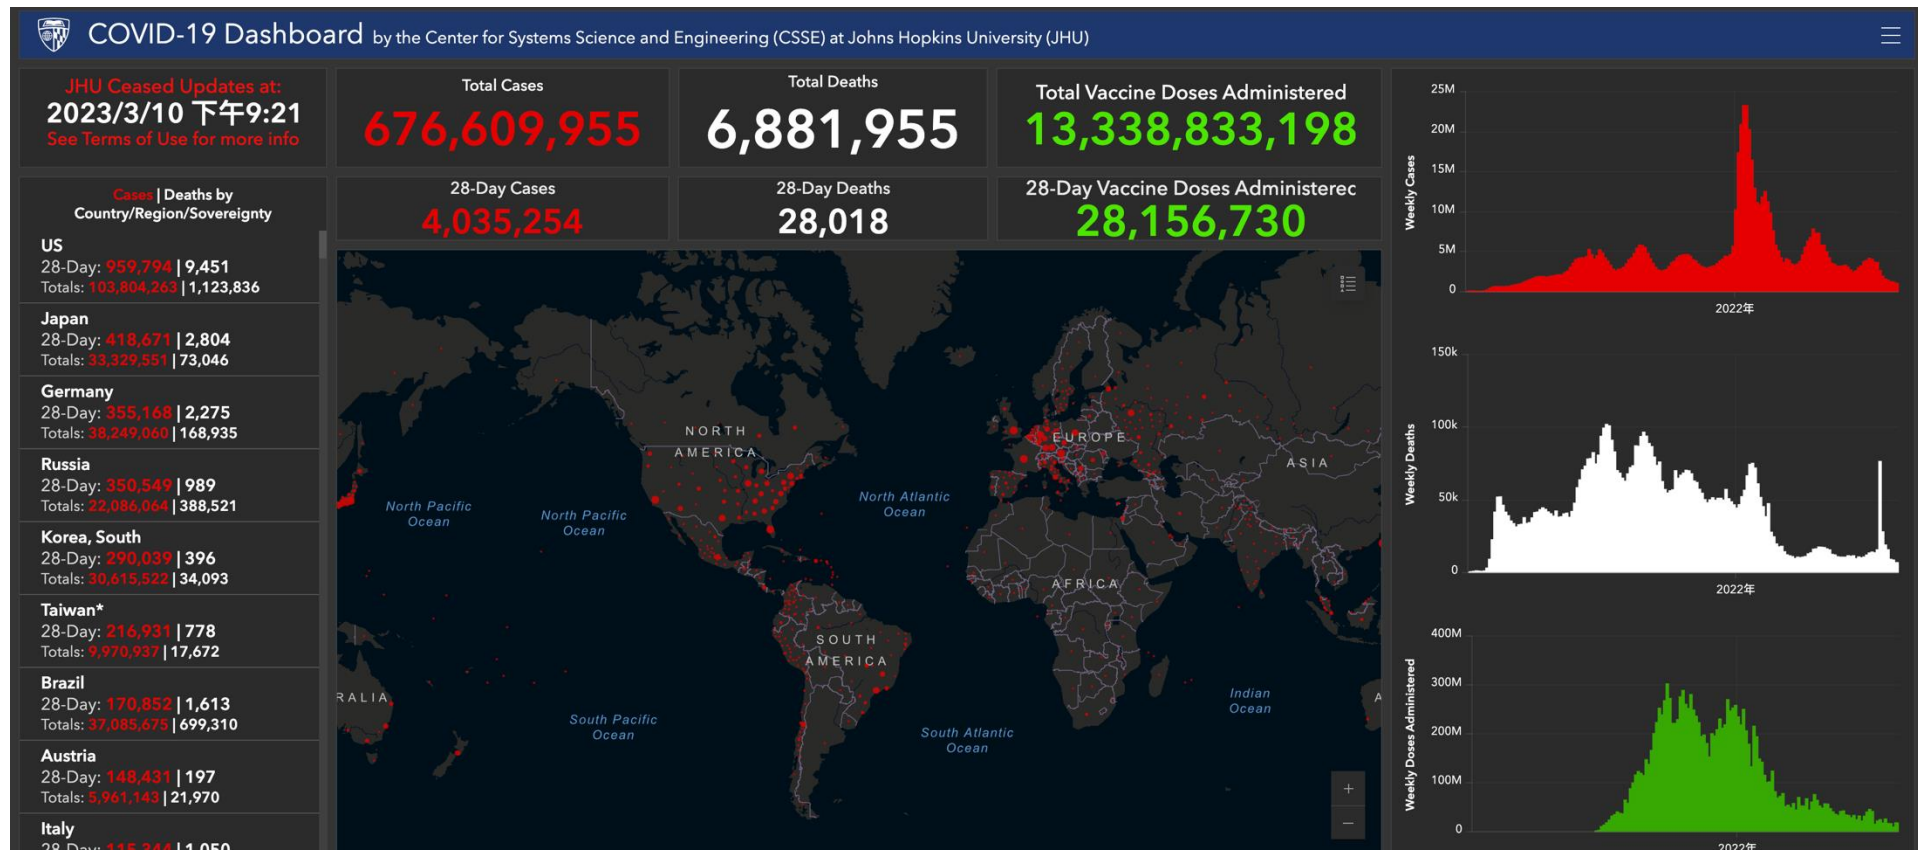 COVID-19 Dashboard by the Center for Systems Science and Engineering (CSSE) at Johns Hopkins University (JHU)
JHU Ceased Updates at:
2023/3/10 下午9:21
See Terms of Use for more info
Total Cases
676,609,955
Total Deaths
6,881,955
Total Vaccine Doses Administered
13,338,833,198
28-Day Cases
4,035,254
28-Day Deaths
28,018
28-Day Vaccine Doses Administerec
28,156,730
Cases | Deaths by
Country/Region/Sovereignty
US
28-Day: 959,794 | 9,451
Totals: 103,804,263 | 1,123,836
Japan
28-Day: 418,671 | 2,804
Totals: 33,329,551 | 73,046
Germany
28-Day: 355,168 | 2,275
Totals: 38,249,060 | 168,935
Russia
28-Day: 350,549 | 989
Totals: 22,086,064 | 388,521
Korea, South
28-Day: 290,039 | 396
Totals: 30,615,522 | 34,093
Taiwan*
28-Day: 216,931 | 778
Totals: 9,970,937 | 17,672
Brazil
28-Day: 170,852 | 1,613
Totals: 37,085,675 | 699,310
Austria
28-Day: 148,431 | 197
Totals: 5,961,143 | 21,970
Italy
28-Day: 115,344 | 1,050
NORTH
AMERICA
EUROPE
ASIA
North Pacific
Ocean
North Pacific
Ocean
North Atlantic
Ocean
AFRICA
SOUTH
AMERICA
RALIA
South Pacific
Ocean
South Atlantic
Ocean
Indian
Ocean
A
+
−
Weekly Cases
25M
20M
15M
10M
5M
0
2022年
Weekly Deaths
150k
100k
50k
0
2022年
Weekly Doses Administered
400M
300M
200M
100M
0
2022年